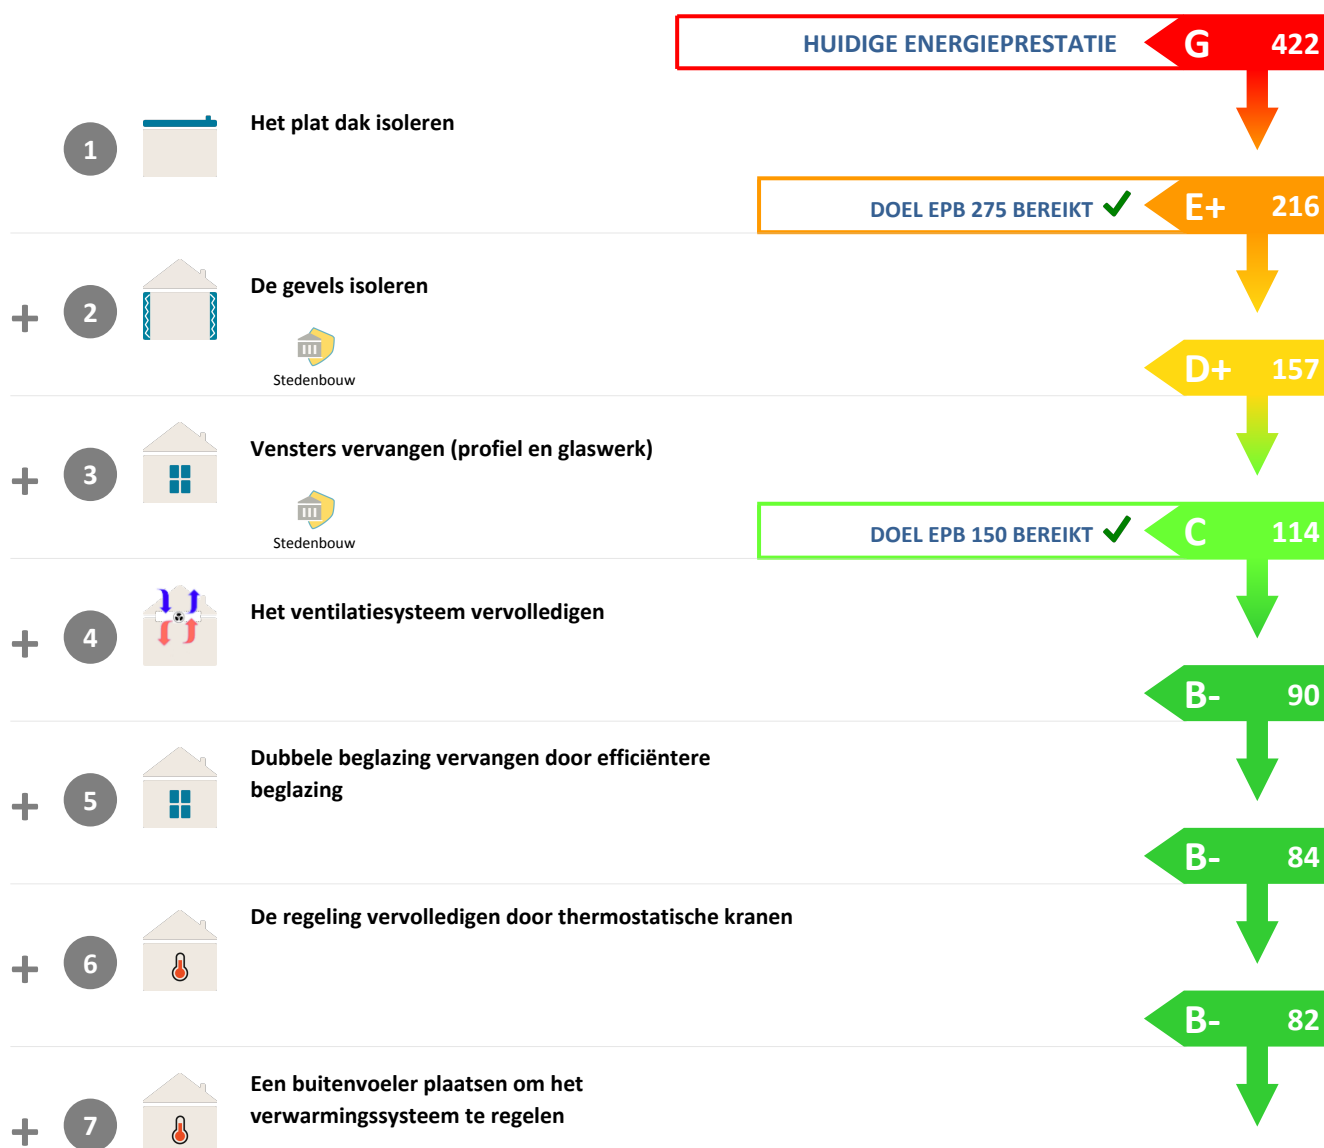 HUIDIGE ENERGIEPRESTATIE G 422
1 Het plat dak isoleren
DOEL EPB 275 BEREIKT E+ 216
+ 2 De gevels isoleren
Stedenbouw
D+ 157
+ 3 Vensters vervangen (profiel en glaswerk)
Stedenbouw
DOEL EPB 150 BEREIKT C 114
+ 4 Het ventilatiesysteem vervolledigen
B- 90
+ 5 Dubbele beglazing vervangen door efficiëntere
beglazing
B- 84
+ 6 De regeling vervolledigen door thermostatische kranen
B- 82
+ 7 Een buitenvoeler plaatsen om het
verwarmingssysteem te regelen